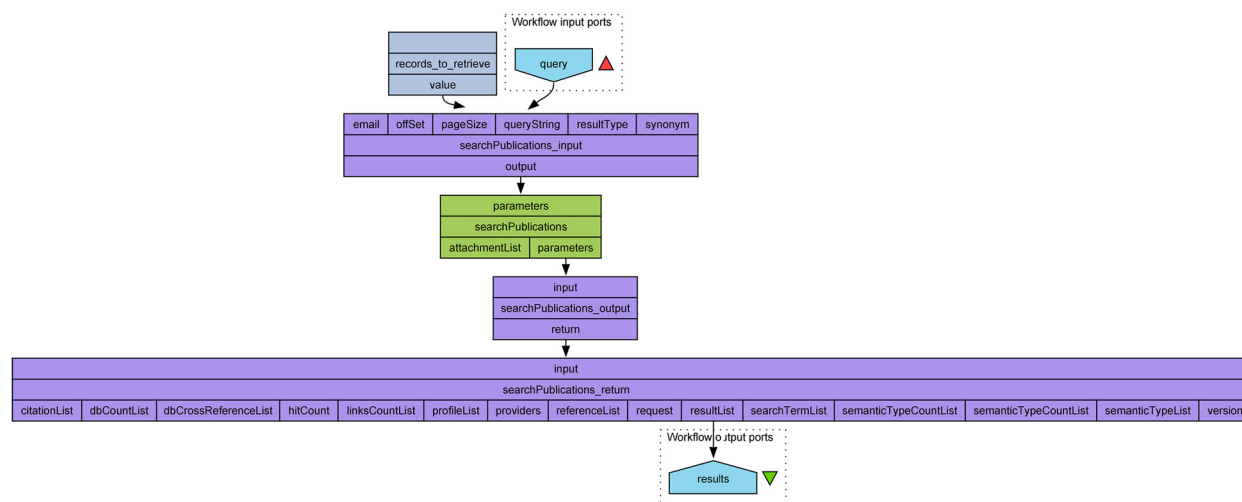 Workflow input ports
records_to_retrieve
query
value
email offSet pageSize queryString resultType synonym
searchPublications_input
output
parameters
searchPublications
attachmentList parameters
input
searchPublications_output
return
input
searchPublications_return
citationList dbCountList dbCrossReferenceList hitCount linksCountList profileList providers referenceList request resultList searchTermList semanticTypeCountList semanticTypeCountList semanticTypeList version
Workflow output ports
results